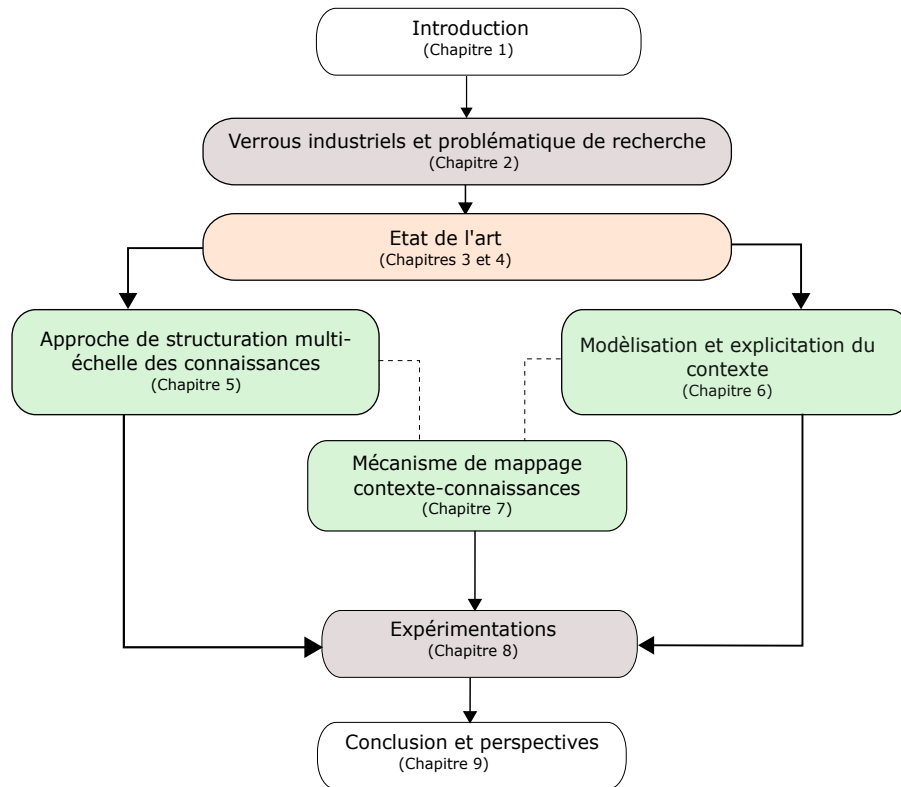 Introduction
(Chapitre 1)
Verrous industriels et problématique de recherche
(Chapitre 2)
Etat de l'art
(Chapitres 3 et 4)
Approche de structuration multi-
échelle des connaissances
(Chapitre 5)
Modèlisation et explicitation du
contexte
(Chapitre 6)
Mécanisme de mappage
contexte-connaissances
(Chapitre 7)
Expérimentations
(Chapitre 8)
Conclusion et perspectives
(Chapitre 9)